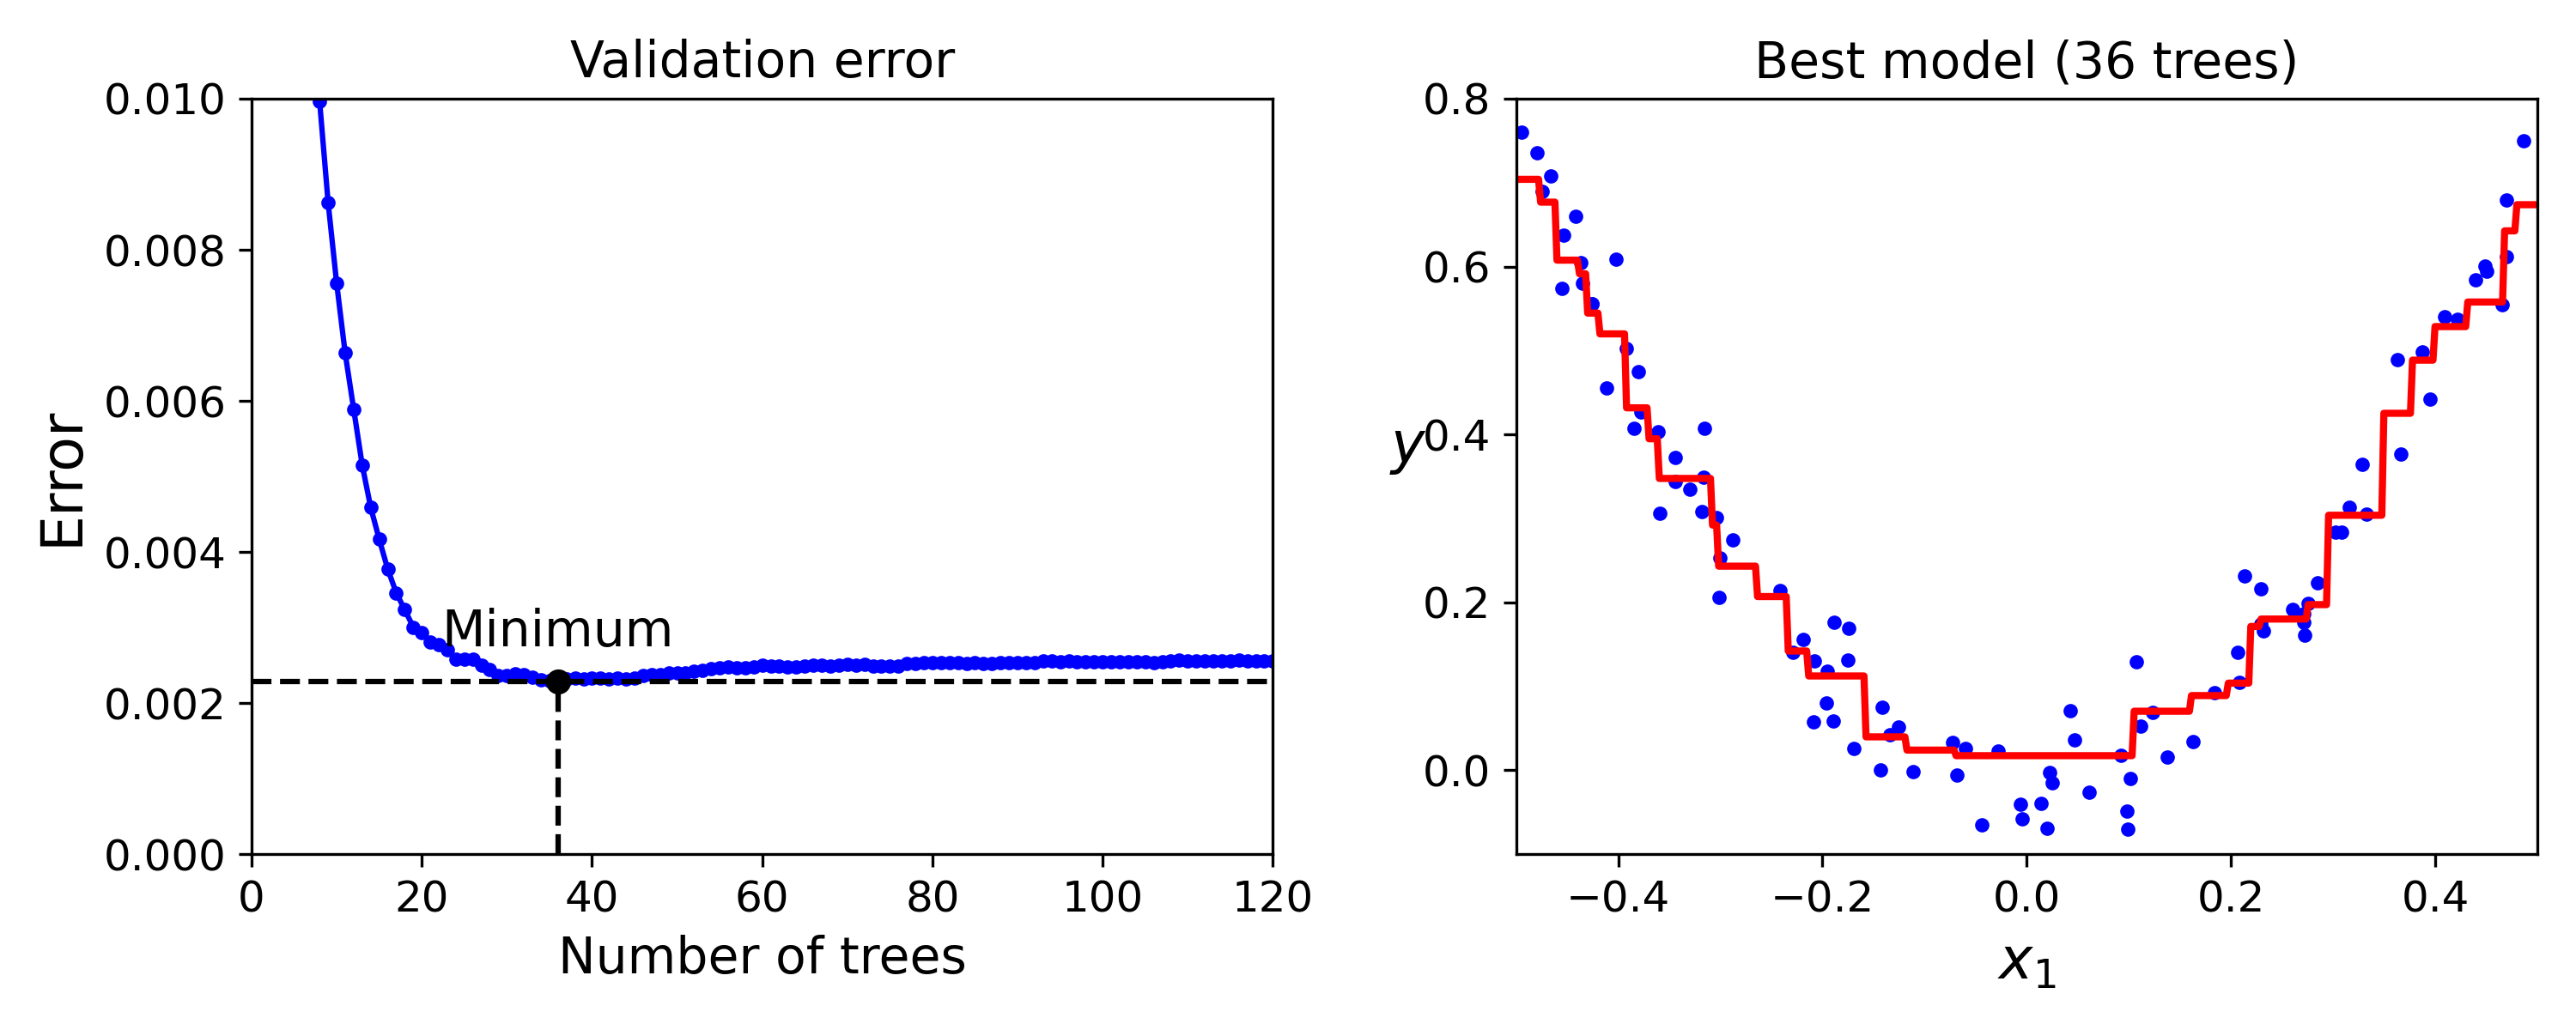 Validation error
0.010
0.008
0.006
0.004
0.002
0.000
Error
Minimum
0 20 40 60 80 100 120
Number of trees
Best model (36 trees)
0.8
0.6
0.4
0.2
0.0
y
−0.4 −0.2 0.0 0.2 0.4
x₁